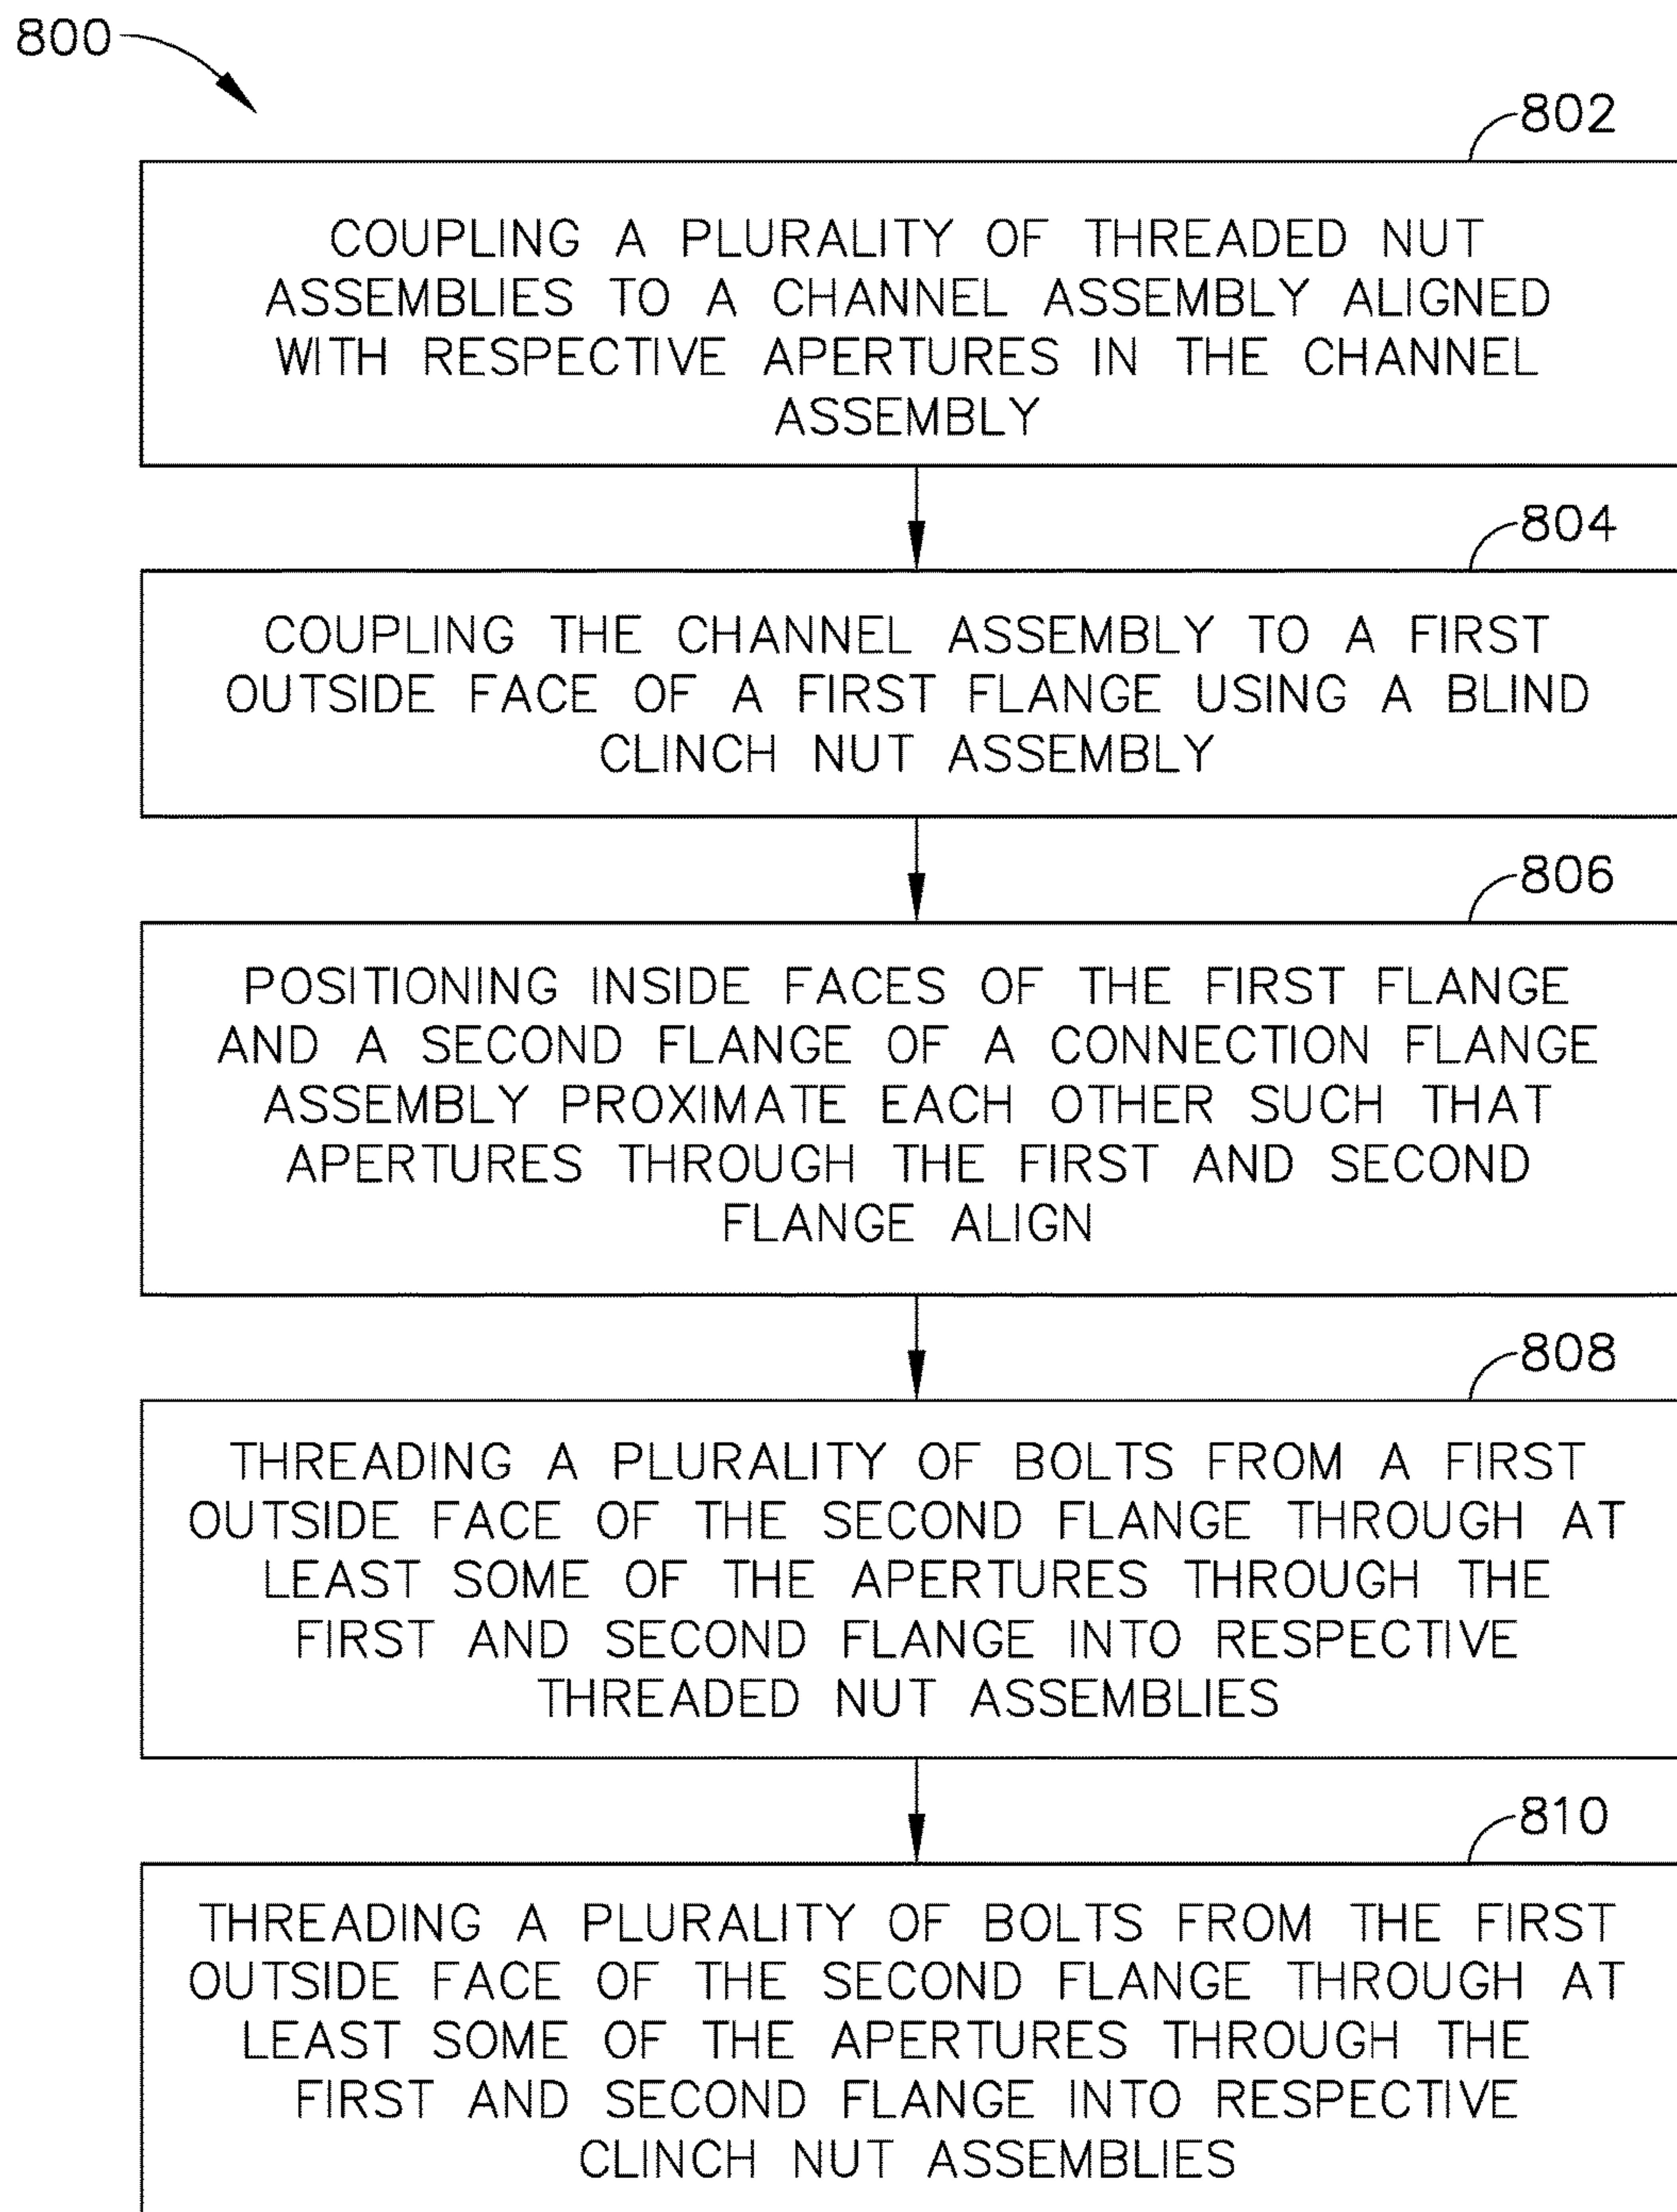 800
802
COUPLING A PLURALITY OF THREADED NUT
ASSEMBLIES TO A CHANNEL ASSEMBLY ALIGNED
WITH RESPECTIVE APERTURES IN THE CHANNEL
ASSEMBLY
804
COUPLING THE CHANNEL ASSEMBLY TO A FIRST
OUTSIDE FACE OF A FIRST FLANGE USING A BLIND
CLINCH NUT ASSEMBLY
806
POSITIONING INSIDE FACES OF THE FIRST FLANGE
AND A SECOND FLANGE OF A CONNECTION FLANGE
ASSEMBLY PROXIMATE EACH OTHER SUCH THAT
APERTURES THROUGH THE FIRST AND SECOND
FLANGE ALIGN
808
THREADING A PLURALITY OF BOLTS FROM A FIRST
OUTSIDE FACE OF THE SECOND FLANGE THROUGH AT
LEAST SOME OF THE APERTURES THROUGH THE
FIRST AND SECOND FLANGE INTO RESPECTIVE
THREADED NUT ASSEMBLIES
810
THREADING A PLURALITY OF BOLTS FROM THE FIRST
OUTSIDE FACE OF THE SECOND FLANGE THROUGH AT
LEAST SOME OF THE APERTURES THROUGH THE
FIRST AND SECOND FLANGE INTO RESPECTIVE
CLINCH NUT ASSEMBLIES